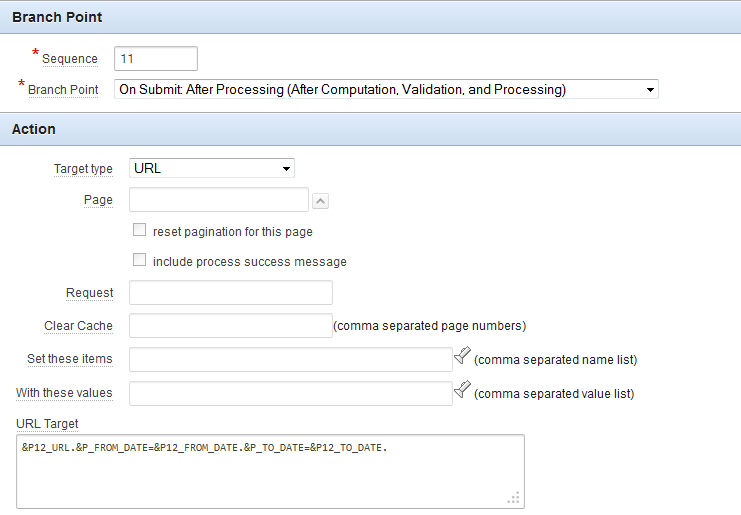 Branch Point
* Sequence 11
* Branch Point On Submit: After Processing (After Computation, Validation, and Processing)
Action
Target type URL
Page
reset pagination for this page
include process success message
Request
Clear Cache (comma separated page numbers)
Set these items (comma separated name list)
With these values (comma separated value list)
URL Target
&P12_URL.&P_FROM_DATE=&P12_FROM_DATE.&P_TO_DATE=&P12_TO_DATE.